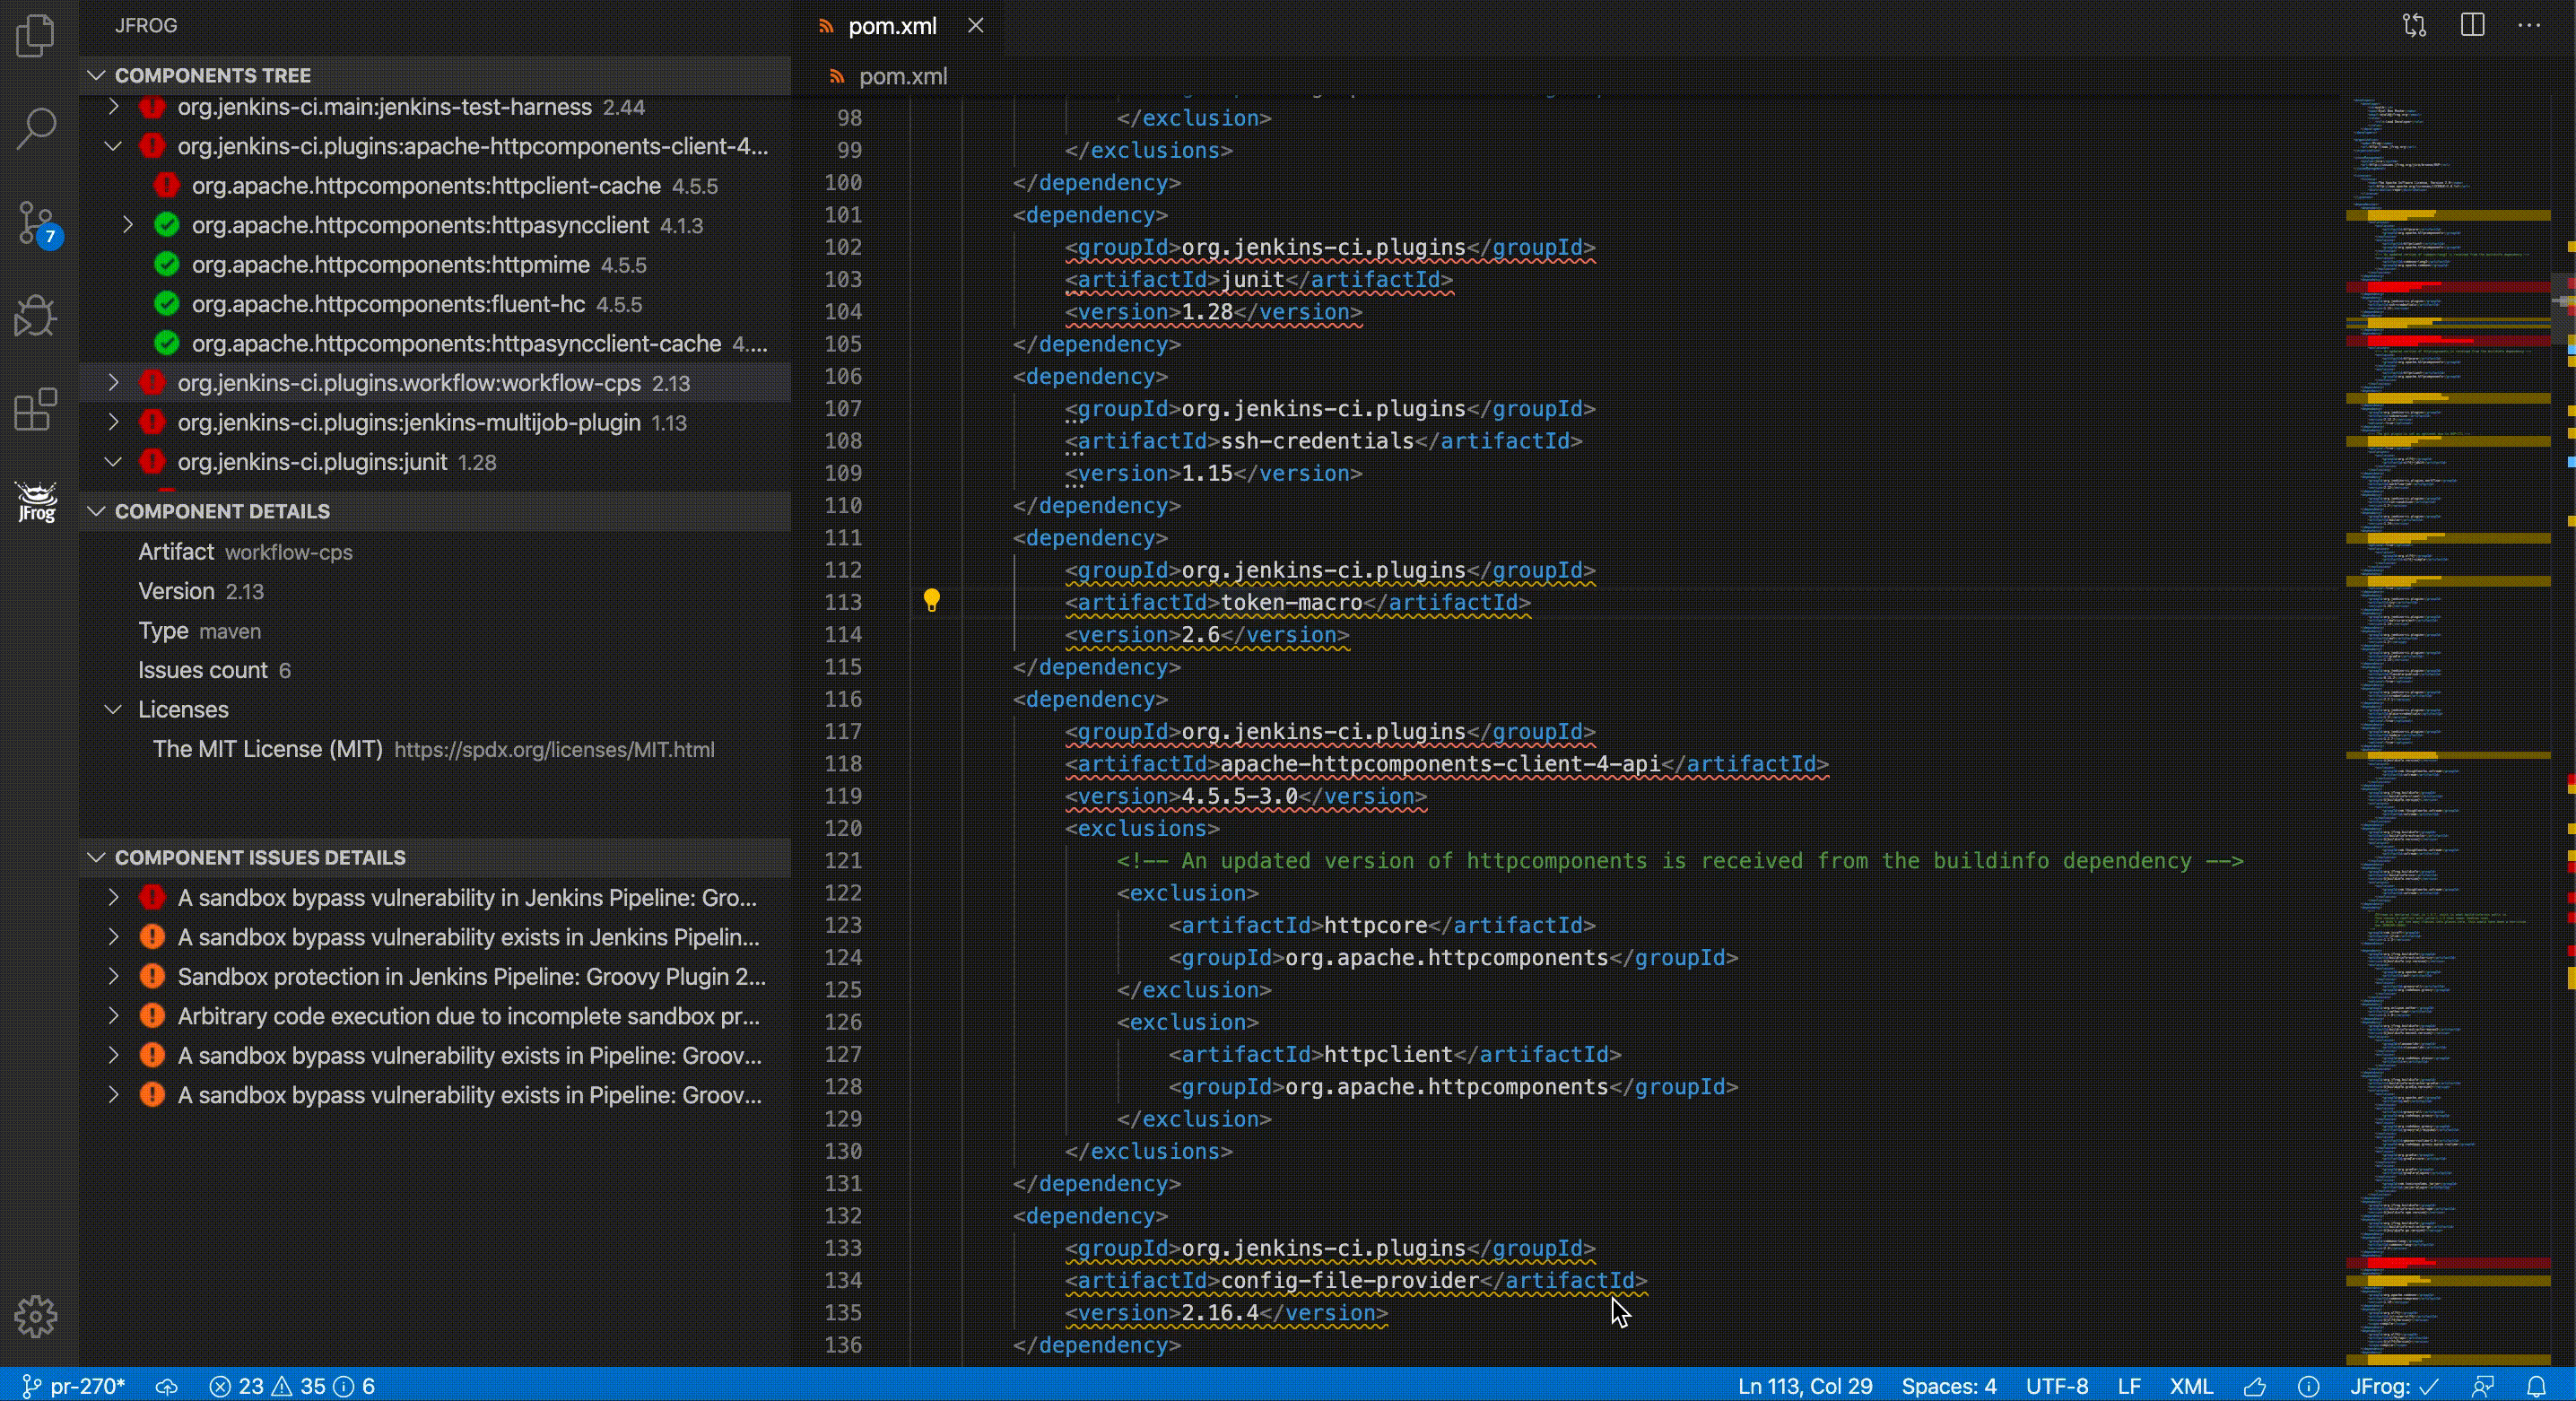 JFROG
COMPONENTS TREE
org.jenkins-ci.main:jenkins-test-harness 2.44
org.jenkins-ci.plugins:apache-httpcomponents-client-4...
org.apache.httpcomponents:httpclient-cache 4.5.5
org.apache.httpcomponents:httpasyncclient 4.1.3
org.apache.httpcomponents:httpmime 4.5.5
org.apache.httpcomponents:fluent-hc 4.5.5
org.apache.httpcomponents:httpasyncclient-cache 4....
org.jenkins-ci.plugins.workflow:workflow-cps 2.13
org.jenkins-ci.plugins:jenkins-multijob-plugin 1.13
org.jenkins-ci.plugins:junit 1.28
7
JFrog
COMPONENT DETAILS
Artifact workflow-cps
Version 2.13
Type maven
Issues count 6
Licenses
The MIT License (MIT) https://spdx.org/licenses/MIT.html
COMPONENT ISSUES DETAILS
A sandbox bypass vulnerability in Jenkins Pipeline: Gro...
A sandbox bypass vulnerability exists in Jenkins Pipelin...
Sandbox protection in Jenkins Pipeline: Groovy Plugin 2...
Arbitrary code execution due to incomplete sandbox pr...
A sandbox bypass vulnerability exists in Pipeline: Groov...
A sandbox bypass vulnerability exists in Pipeline: Groov...
pom.xml
pom.xml
98 </exclusion>
99 </exclusions>
100 </dependency>
101 <dependency>
102 <groupId>org.jenkins-ci.plugins</groupId>
103 <artifactId>junit</artifactId>
104 <version>1.28</version>
105 </dependency>
106 <dependency>
107 <groupId>org.jenkins-ci.plugins</groupId>
108 <artifactId>ssh-credentials</artifactId>
109 <version>1.15</version>
110 </dependency>
111 <dependency>
112 <groupId>org.jenkins-ci.plugins</groupId>
113 <artifactId>token-macro</artifactId>
114 <version>2.6</version>
115 </dependency>
116 <dependency>
117 <groupId>org.jenkins-ci.plugins</groupId>
118 <artifactId>apache-httpcomponents-client-4-api</artifactId>
119 <version>4.5.5-3.0</version>
120 <exclusions>
121 <!-- An updated version of httpcomponents is received from the buildinfo dependency -->
122 <exclusion>
123 <artifactId>httpcore</artifactId>
124 <groupId>org.apache.httpcomponents</groupId>
125 </exclusion>
126 <exclusion>
127 <artifactId>httpclient</artifactId>
128 <groupId>org.apache.httpcomponents</groupId>
129 </exclusion>
130 </exclusions>
131 </dependency>
132 <dependency>
133 <groupId>org.jenkins-ci.plugins</groupId>
134 <artifactId>config-file-provider</artifactId>
135 <version>2.16.4</version>
136 </dependency>
pr-270* 23 35 6
Ln 113, Col 29 Spaces: 4 UTF-8 LF XML JFrog: